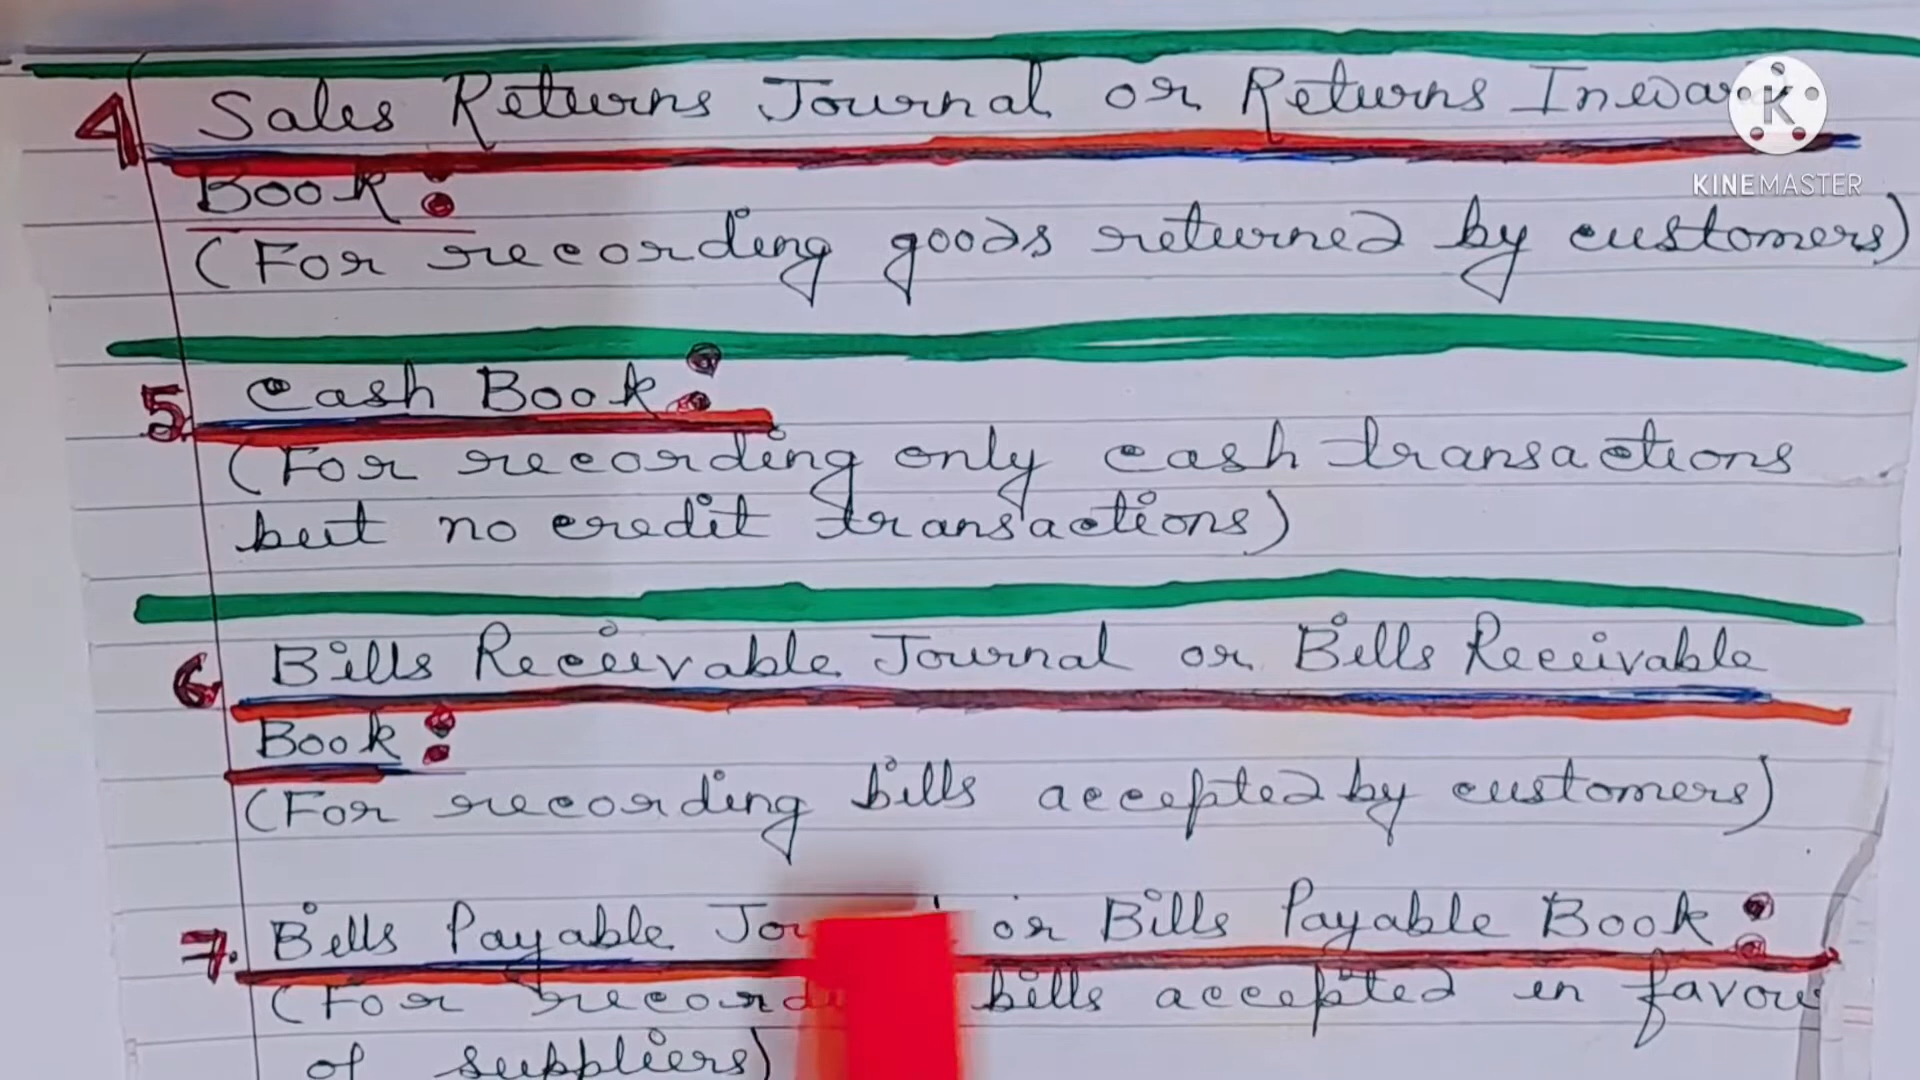 4 Sales Returns Journal or Returns Inward
Book :
(For recording goods returned by customers)
5. Cash Book :
(For recording only cash transactions
but no credit transactions)
6. Bills Receivable Journal or Bills Receivable
Book :
(For recording bills accepted by customers)
7. Bills Payable or Bills Payable Book :
(For bills accepted in favour
of suppliers)
KINEMASTER